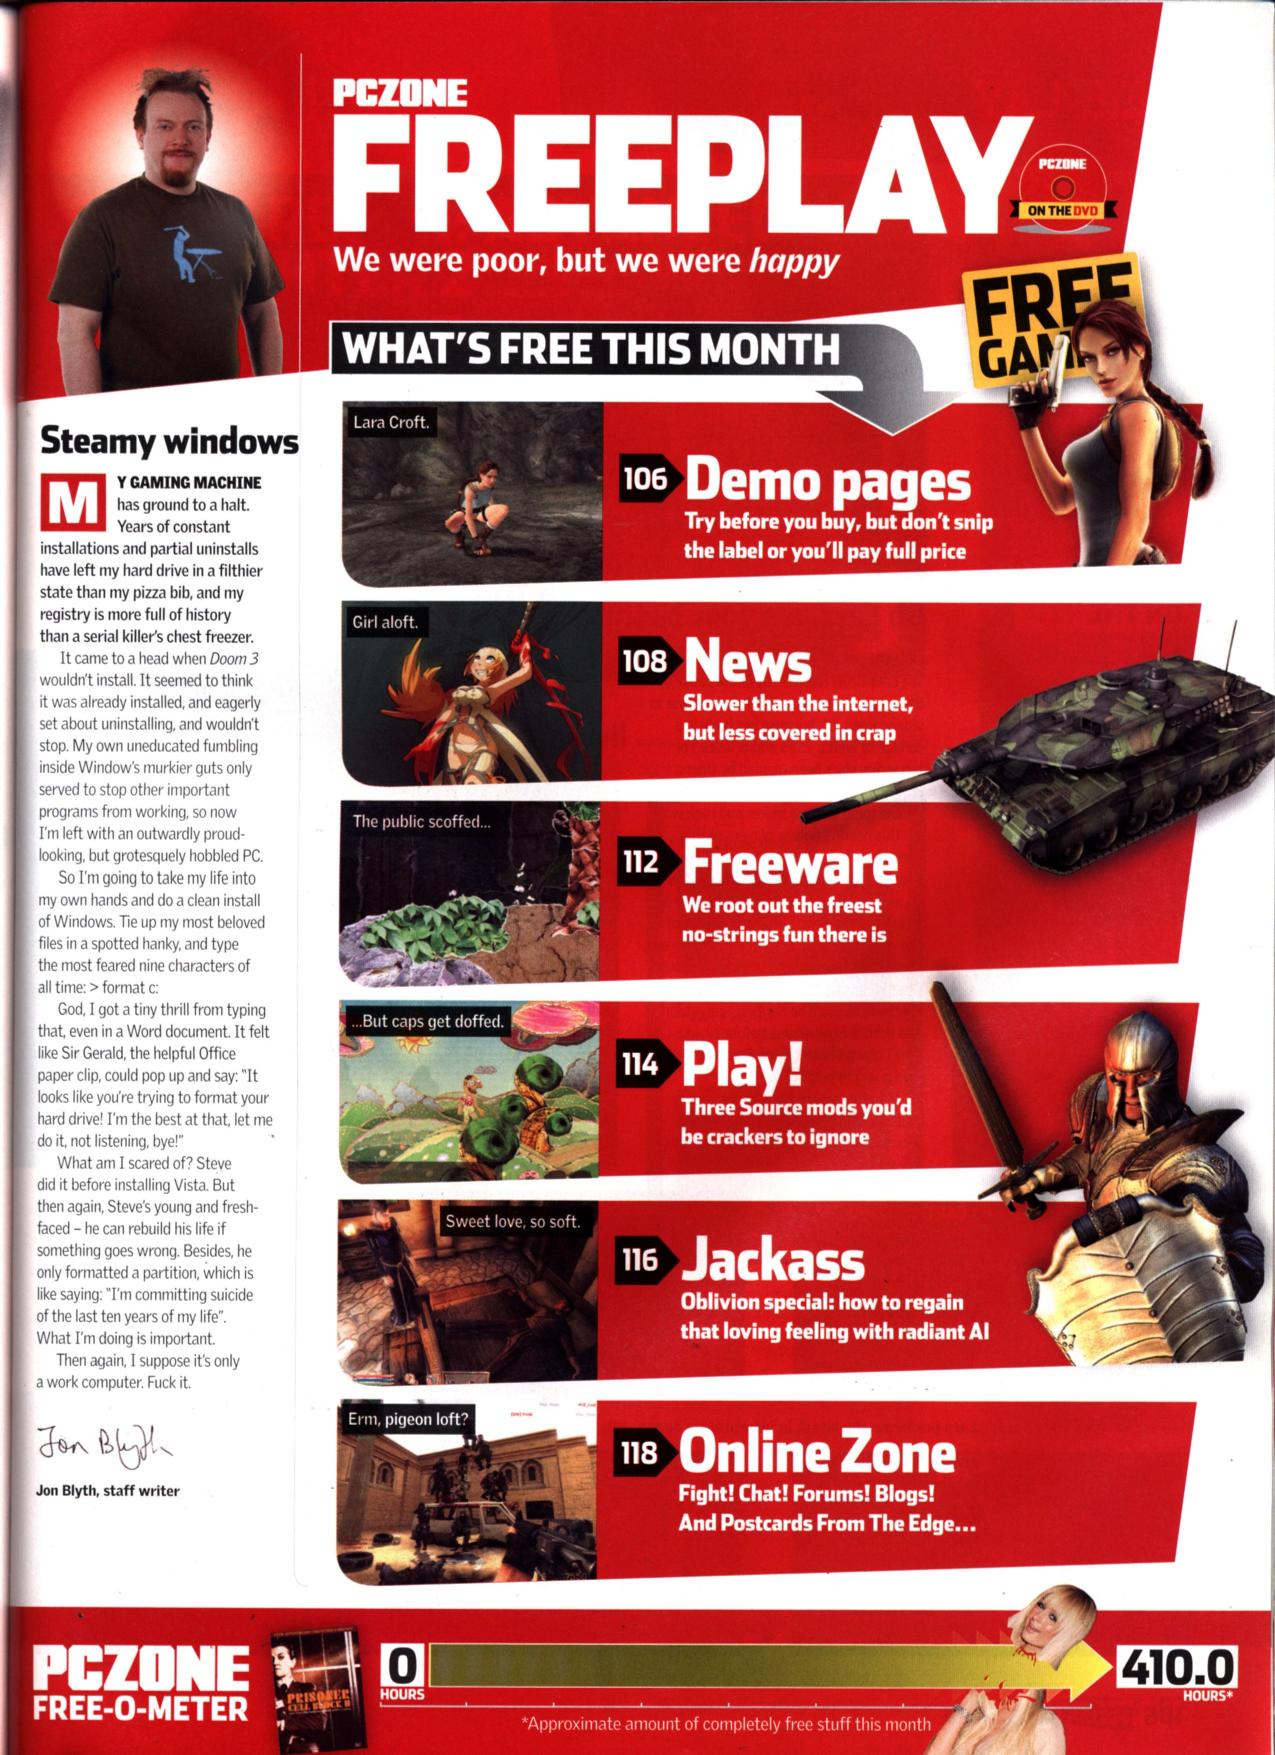 PCZONE
FREEPLAY
We were poor, but we were happy
PCZONE
ON THE DVD
FREE
WHAT'S FREE THIS MONTH
Steamy windows
MY GAMING MACHINE
has ground to a halt.
Years of constant
installations and partial uninstalls
have left my hard drive in a filthier
state than my pizza bib, and my
registry is more full of history
than a serial killer's chest freezer.
It came to a head when Doom 3
wouldn't install. It seemed to think
it was already installed, and eagerly
set about uninstalling, and wouldn't
stop. My own uneducated fumbling
inside Window's murkier guts only
served to stop other important
programs from working, so now
I'm left with an outwardly proud-
looking, but grotesquely hobbled PC.
So I'm going to take my life into
my own hands and do a clean install
of Windows. Tie up my most beloved
files in a spotted hanky, and type
the most feared nine characters of
all time: > format c:
God, I got a tiny thrill from typing
that, even in a Word document. It felt
like Sir Gerald, the helpful Office
paper clip, could pop up and say: "It
looks like you're trying to format your
hard drive! I'm the best at that, let me
do it, not listening, bye!"
What am I scared of? Steve
did it before installing Vista. But
then again, Steve's young and fresh-
faced – he can rebuild his life if
something goes wrong. Besides, he
only formatted a partition, which is
like saying: "I'm committing suicide
of the last ten years of my life".
What I'm doing is important.
Then again, I suppose it's only
a work computer. Fuck it.
Jon Blyth
Jon Blyth, staff writer
Lara Croft.
106 Demo pages
Try before you buy, but don't snip
the label or you'll pay full price
Girl aloft.
108 News
Slower than the internet,
but less covered in crap
The public scoffed...
112 Freeware
We root out the freest
no-strings fun there is
...But caps get doffed.
114 Play!
Three Source mods you'd
be crackers to ignore
Sweet love, so soft.
116 Jackass
Oblivion special: how to regain
that loving feeling with radiant AI
Erm, pigeon loft?
118 Online Zone
Fight! Chat! Forums! Blogs!
And Postcards From The Edge...
PCZONE
FREE-O-METER
PRISONER
CELL BLOCK H
0
HOURS
410.0
HOURS*
*Approximate amount of completely free stuff this month